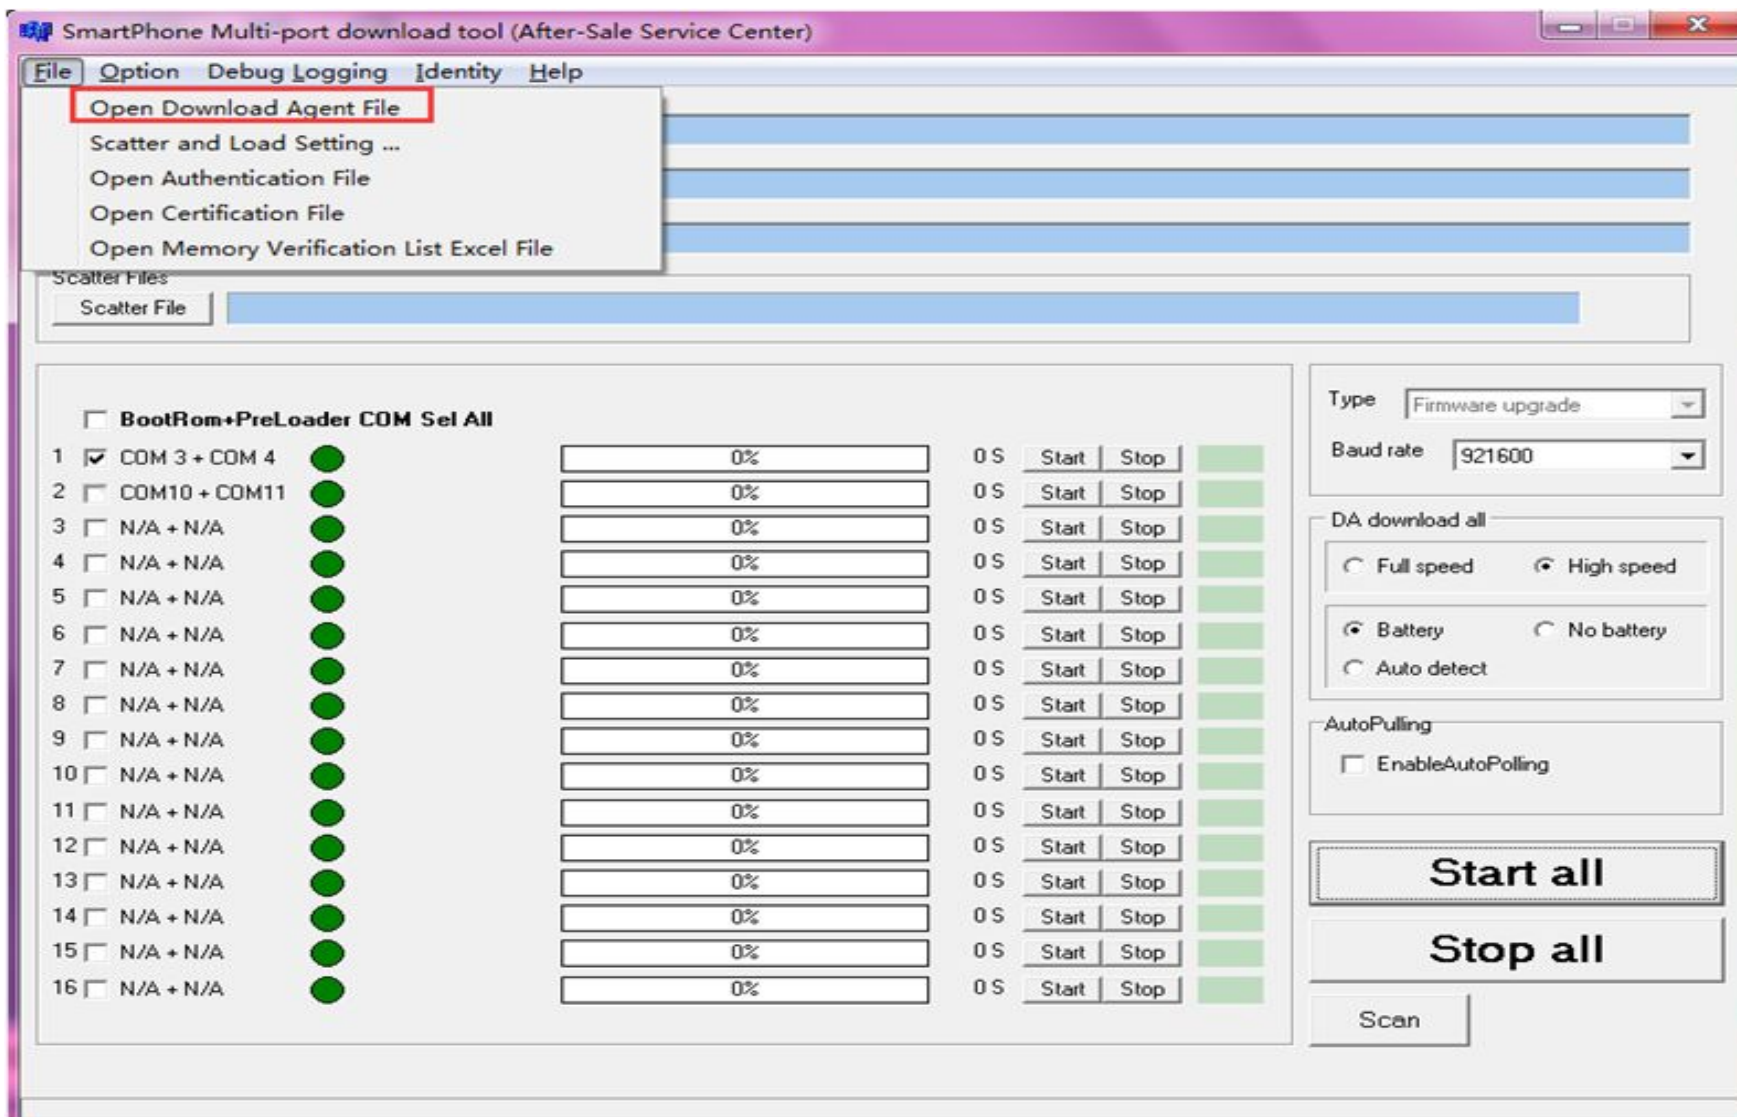 SmartPhone Multi-port download tool (After-Sale Service Center)
File Option Debug Logging Identity Help
Open Download Agent File
Scatter and Load Setting ...
Open Authentication File
Open Certification File
Open Memory Verification List Excel File
Scatter Files
Scatter File
BootRom+PreLoader COM Sel All
1 COM 3 + COM 4 0% 0 S Start Stop
2 COM10 + COM11 0% 0 S Start Stop
3 N/A + N/A 0% 0 S Start Stop
4 N/A + N/A 0% 0 S Start Stop
5 N/A + N/A 0% 0 S Start Stop
6 N/A + N/A 0% 0 S Start Stop
7 N/A + N/A 0% 0 S Start Stop
8 N/A + N/A 0% 0 S Start Stop
9 N/A + N/A 0% 0 S Start Stop
10 N/A + N/A 0% 0 S Start Stop
11 N/A + N/A 0% 0 S Start Stop
12 N/A + N/A 0% 0 S Start Stop
13 N/A + N/A 0% 0 S Start Stop
14 N/A + N/A 0% 0 S Start Stop
15 N/A + N/A 0% 0 S Start Stop
16 N/A + N/A 0% 0 S Start Stop
Type Firmware upgrade
Baud rate 921600
DA download all
Full speed High speed
Battery No battery
Auto detect
AutoPulling
EnableAutoPolling
Start all
Stop all
Scan